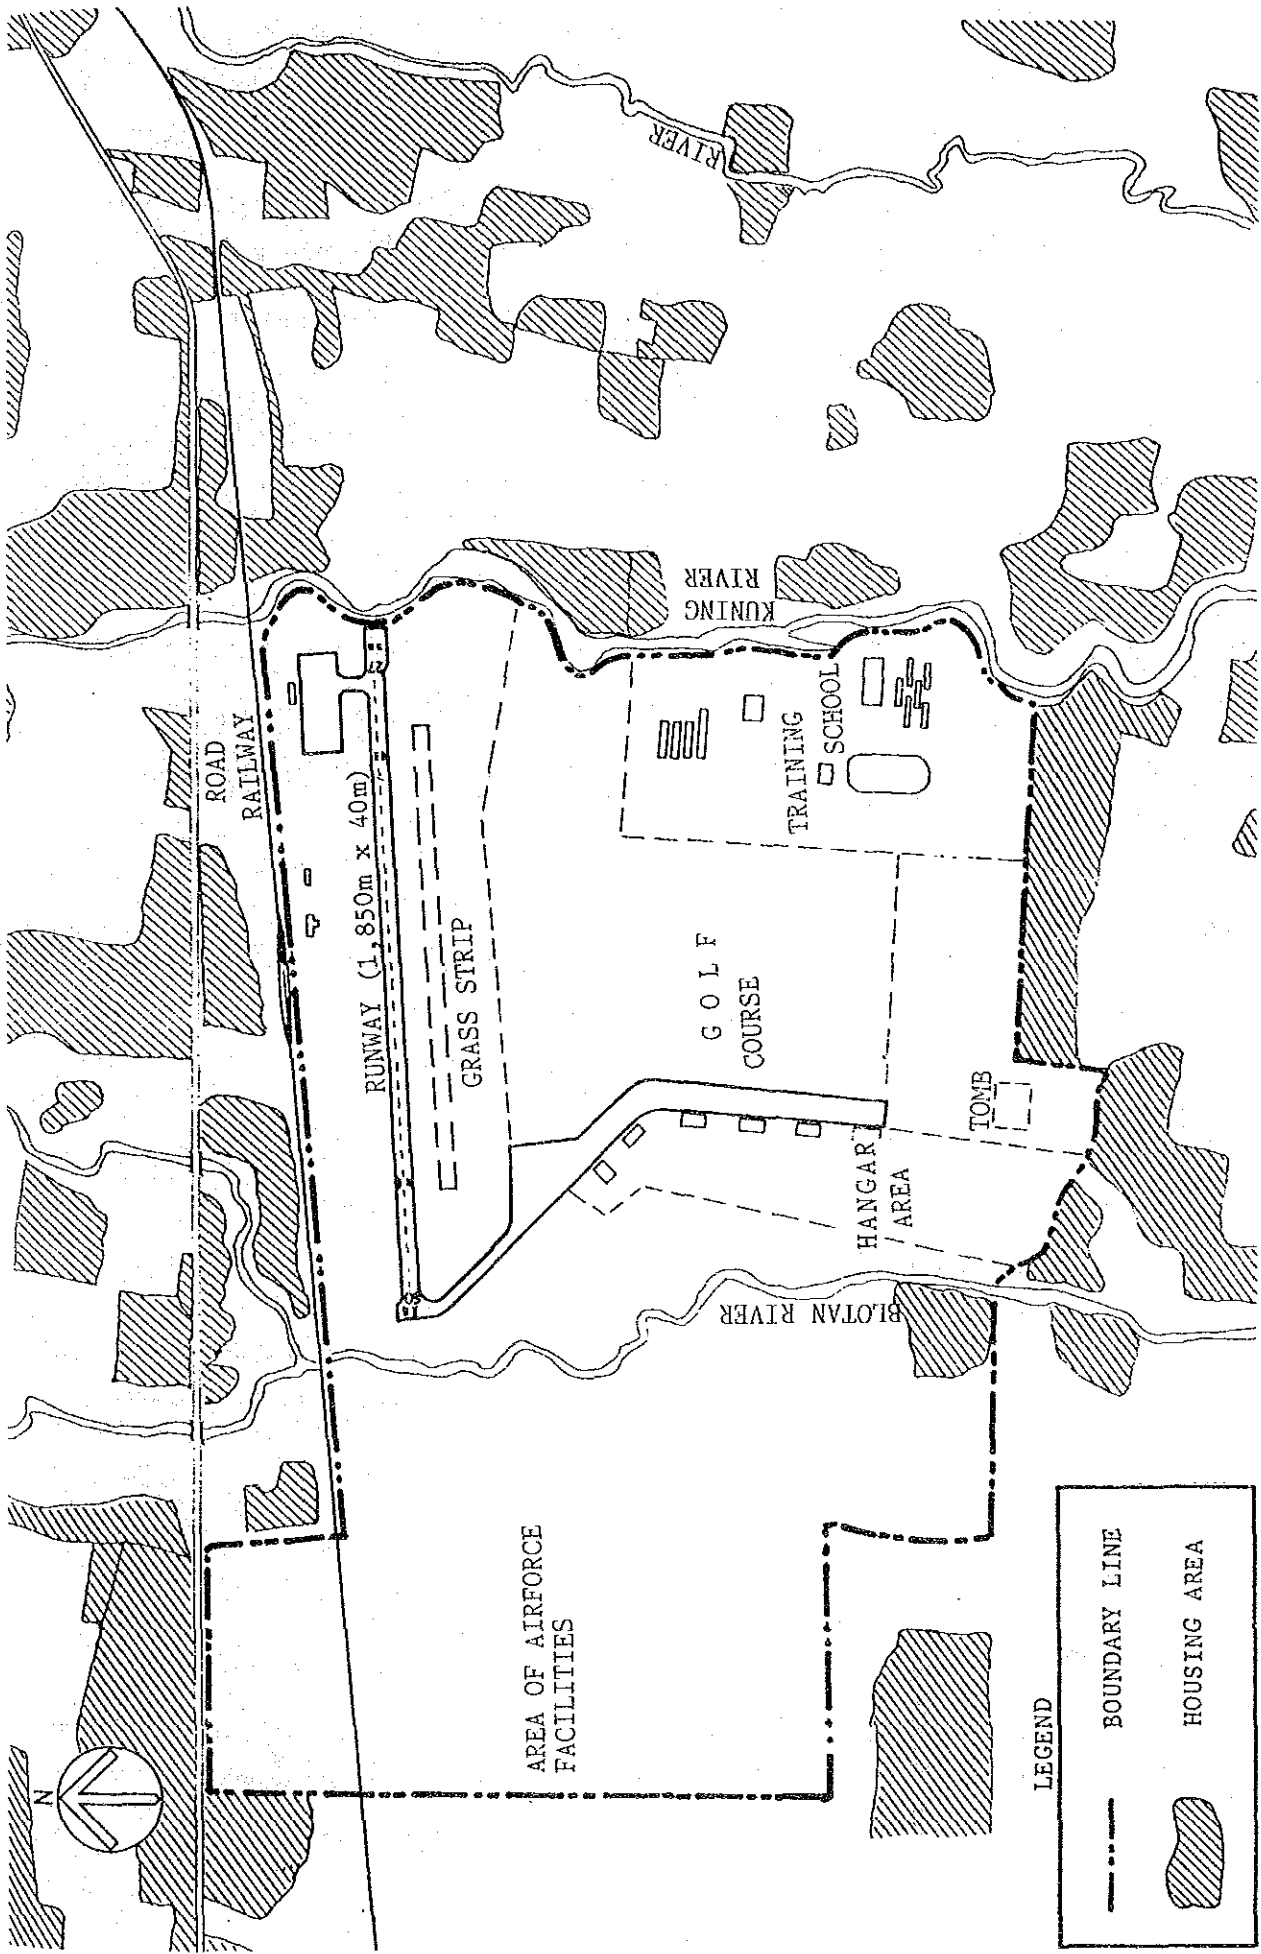 N
ROAD
RAILWAY
RUNWAY (1,850m x 40m)
27
GRASS STRIP
RIVER
KUNING
RIVER
TRAINING
SCHOOL
G O L F
COURSE
HANGAR
AREA
TOMB
BLOTAN RIVER
AREA OF AIRFORCE
FACILITIES
LEGEND
BOUNDARY LINE
HOUSING AREA